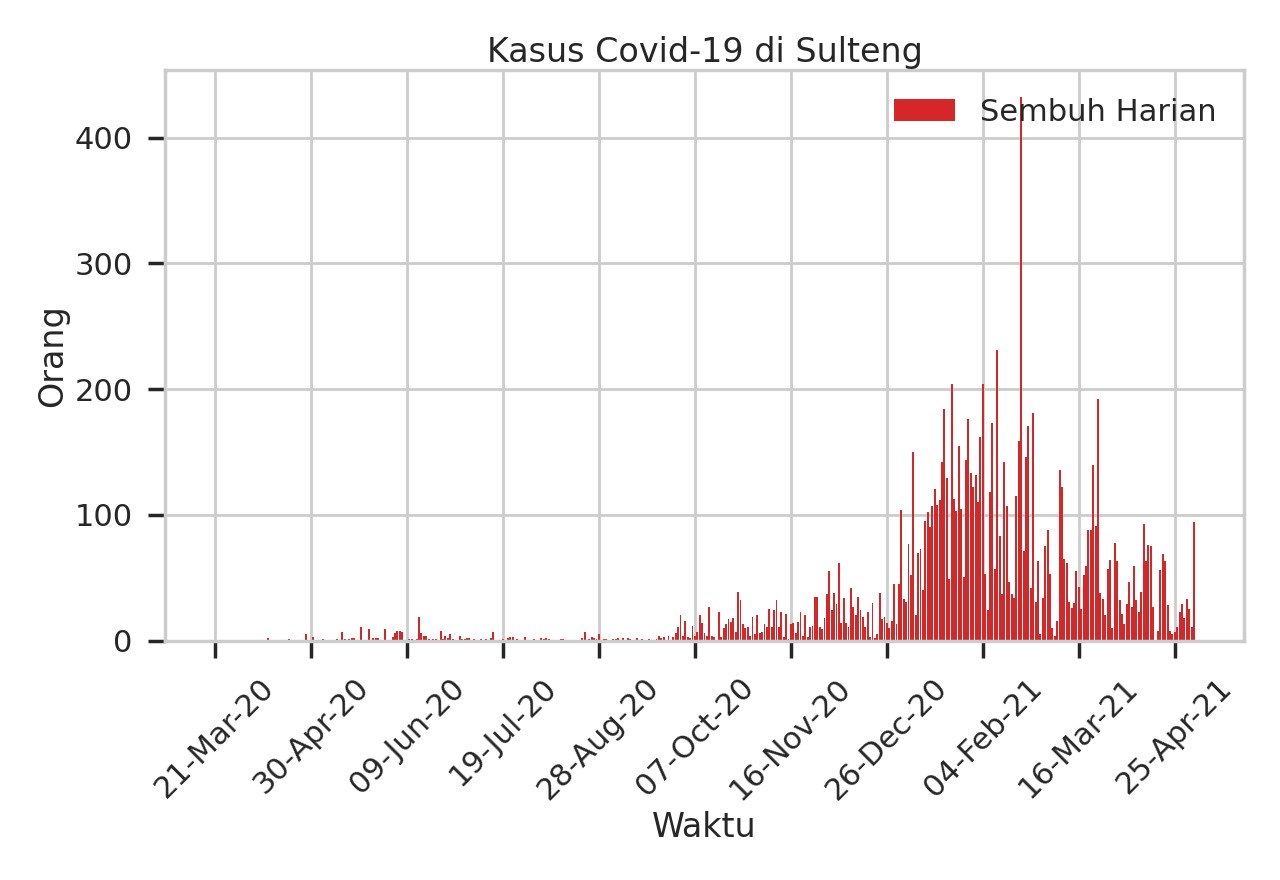 Kasus Covid-19 di Sulteng
Sembuh Harian
Orang
400
300
200
100
0
21-Mar-20
30-Apr-20
09-Jun-20
19-Jul-20
28-Aug-20
07-Oct-20
16-Nov-20
26-Dec-20
04-Feb-21
16-Mar-21
25-Apr-21
Waktu